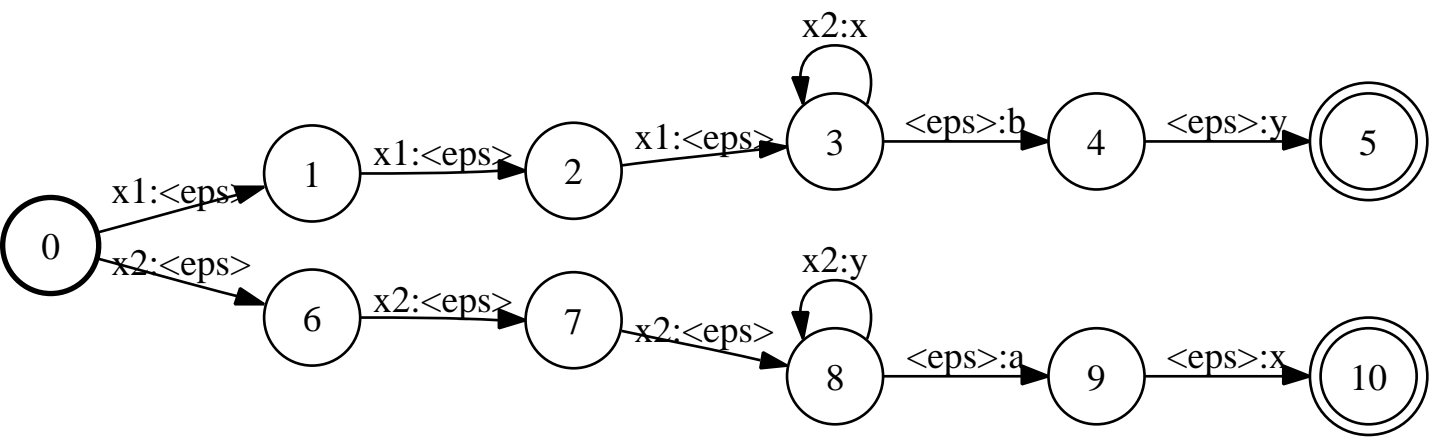 x2:x
x1:<eps>
x1:<eps>
x1:<eps>
<eps>:b
<eps>:y
0
1
2
3
4
5
x2:<eps>
x2:<eps>
x2:<eps>
x2:y
<eps>:a
<eps>:x
6
7
8
9
10